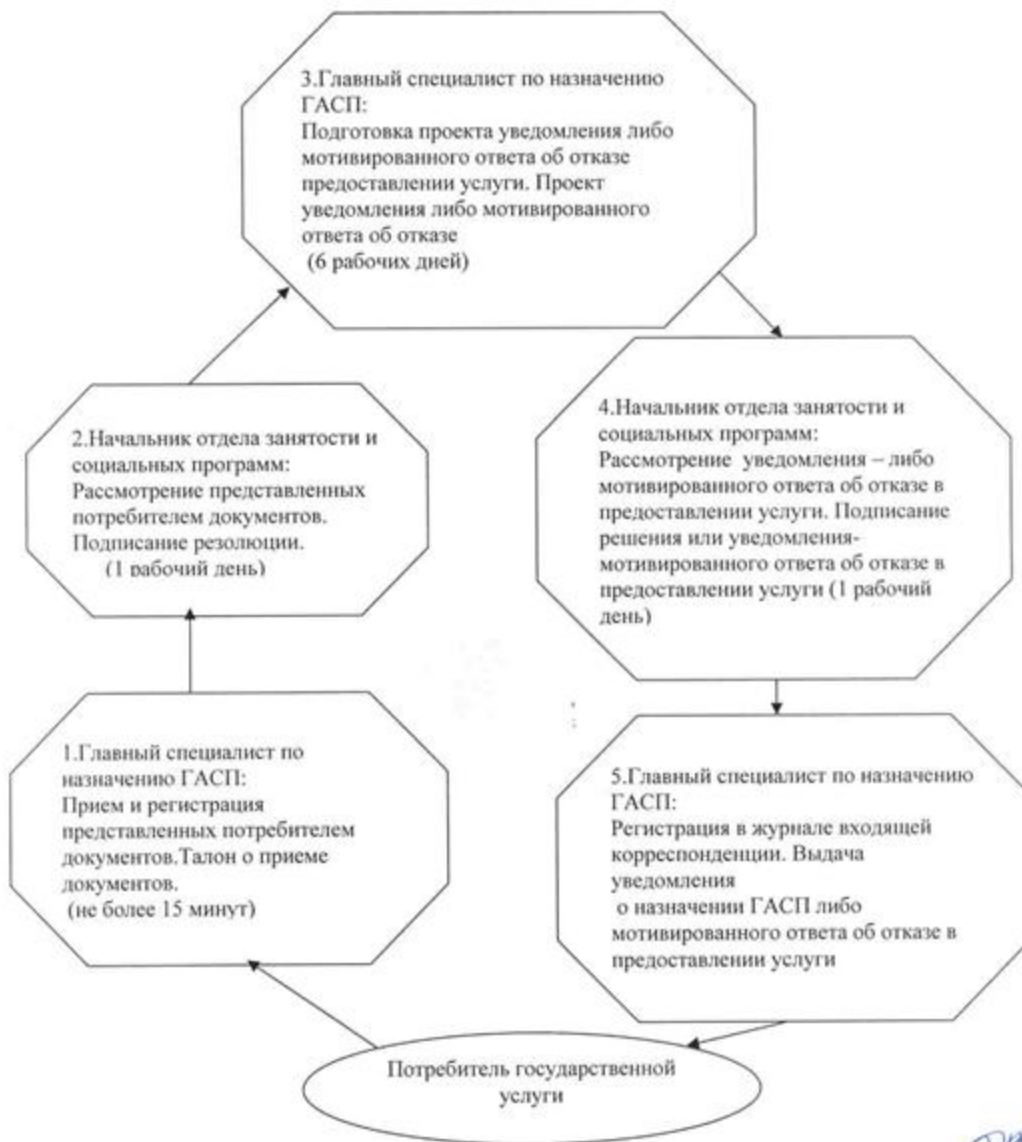 3.Главный специалист по назначению
ГАСП:
Подготовка проекта уведомления либо
мотивированного ответа об отказе
предоставлении услуги. Проект
уведомления либо мотивированного
ответа об отказе
(6 рабочих дней)
2.Начальник отдела занятости и
социальных программ:
Рассмотрение представленных
потребителем документов.
Подписание резолюции.
(1 рабочий день)
4.Начальник отдела занятости и
социальных программ:
Рассмотрение уведомления – либо
мотивированного ответа об отказе в
предоставлении услуги. Подписание
решения или уведомления-
мотивированного ответа об отказе в
предоставлении услуги (1 рабочий
день)
1.Главный специалист по
назначению ГАСП:
Прием и регистрация
представленных потребителем
документов.Талон о приеме
документов.
(не более 15 минут)
5.Главный специалист по назначению
ГАСП:
Регистрация в журнале входящей
корреспонденции. Выдача
уведомления
о назначении ГАСП либо
мотивированного ответа об отказе в
предоставлении услуги
Потребитель государственной
услуги